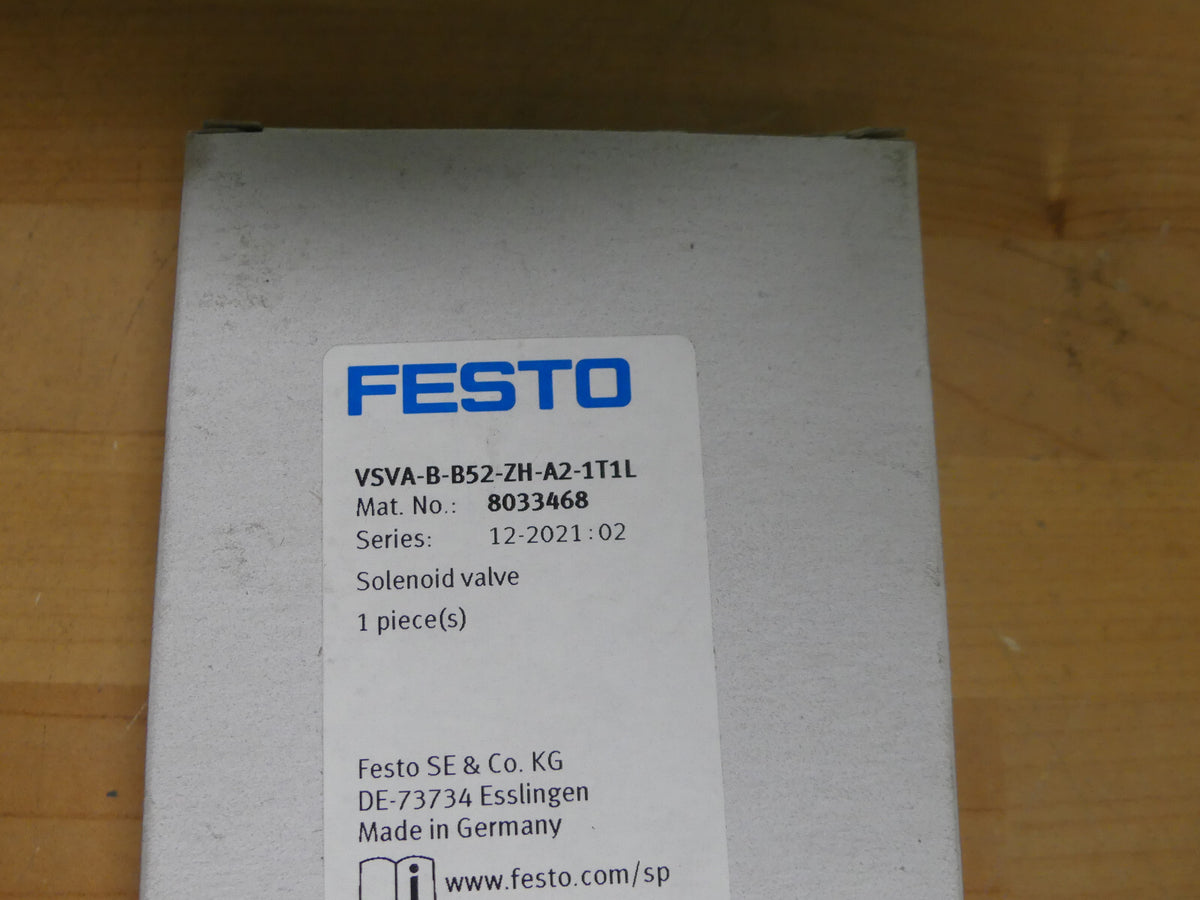 FESTO
VSVA-B-B52-ZH-A2-1T1L
Mat. No.: 8033468
Series: 12-2021:02
Solenoid valve
1 piece(s)
Festo SE & Co. KG
DE-73734 Esslingen
Made in Germany
i www.festo.com/sp